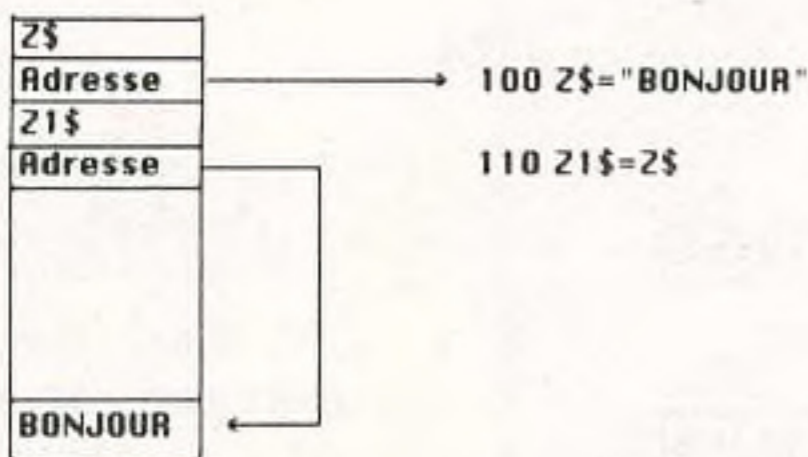 Z$
Adresse
100 Z$="BONJOUR"
Z1$
Adresse
110 Z1$=Z$
BONJOUR